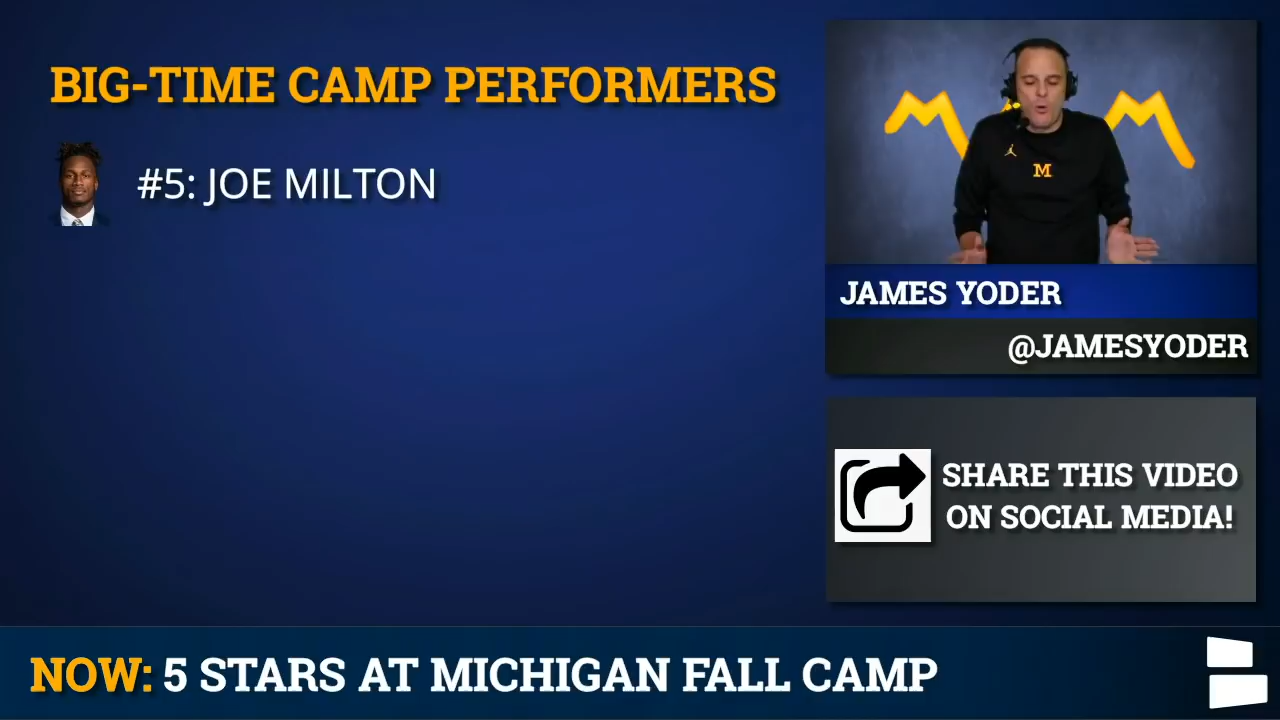 BIG-TIME CAMP PERFORMERS
#5: JOE MILTON
M
JAMES YODER
@JAMESYODER
SHARE THIS VIDEO
ON SOCIAL MEDIA!
NOW: 5 STARS AT MICHIGAN FALL CAMP